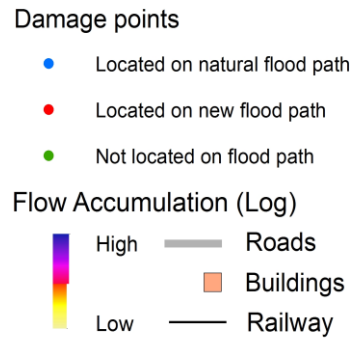 Damage points
Located on natural flood path
Located on new flood path
Not located on flood path
Flow Accumulation (Log)
High
Roads
Buildings
Low
Railway